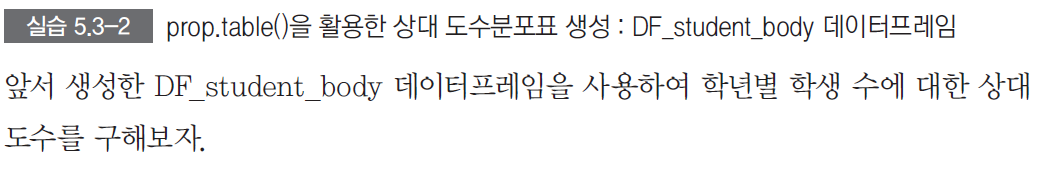 실습 5.3-2 prop.table()을 활용한 상대 도수분포표 생성 : DF_student_body 데이터프레임
앞서 생성한 DF_student_body 데이터프레임을 사용하여 학년별 학생 수에 대한 상대
도수를 구해보자.